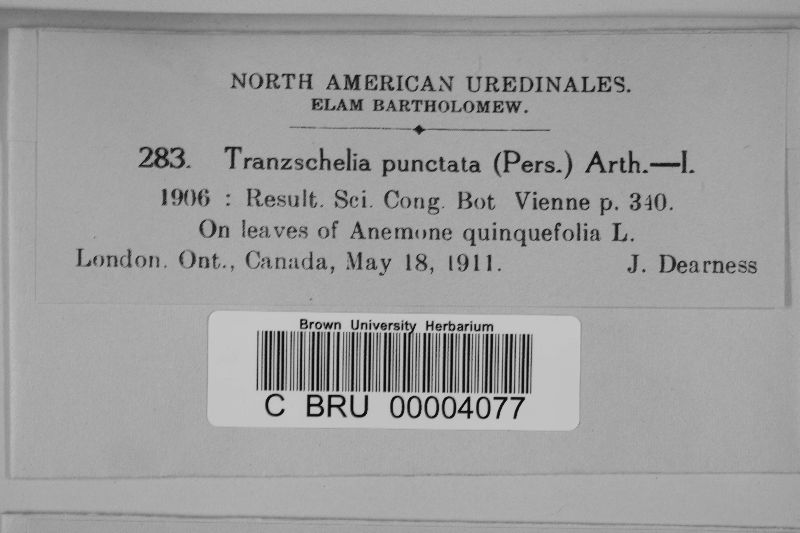 NORTH AMERICAN UREDINALES.
ELAM BARTHOLOMEW.
283. Tranzschelia punctata (Pers.) Arth.—I.
1906 : Result. Sci. Cong. Bot Vienne p. 340.
On leaves of Anemone quinquefolia L.
London. Ont., Canada, May 18, 1911. J. Dearness
Brown University Herbarium
C BRU 00004077